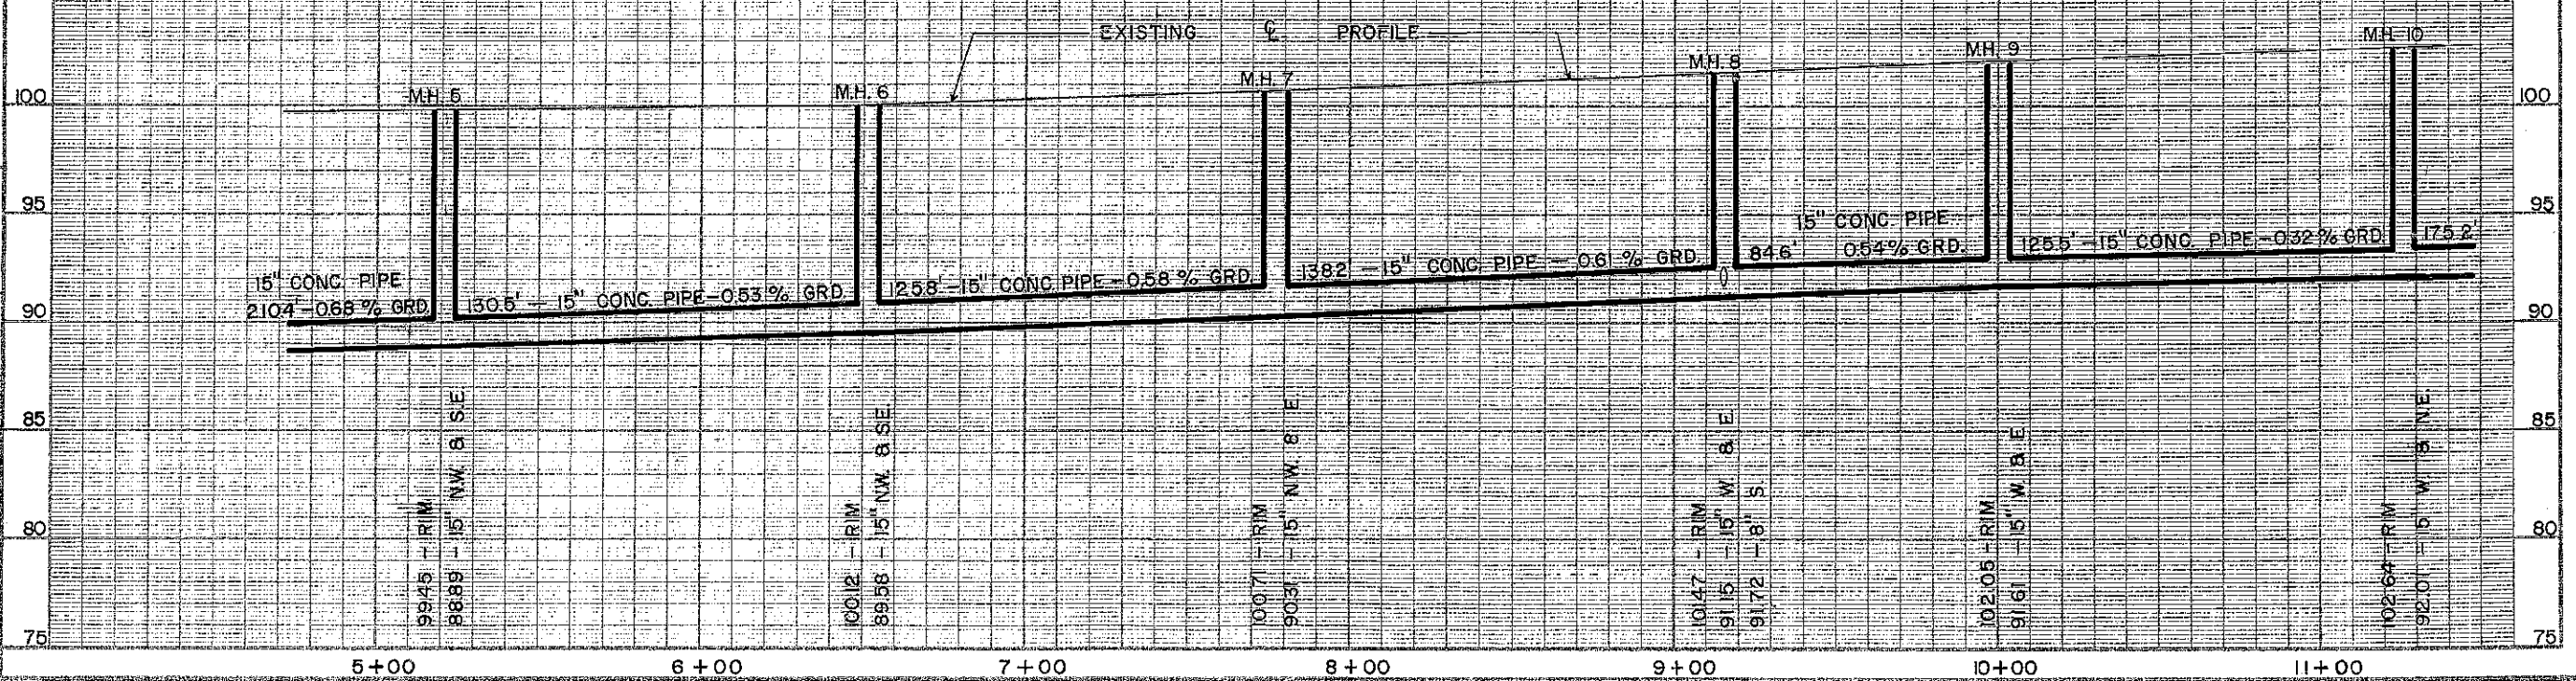 EXISTING ℄ PROFILE
M.H. 5
M.H. 6
M.H. 7
M.H. 8
M.H. 9
M.H. 10
100
100
95
95
90
90
85
85
80
80
75
75
15" CONC. PIPE
210.4'-0.68 % GRD.
130.5' - 15" CONC. PIPE-0.53 % GRD.
125.8'-15" CONC. PIPE-0.58 % GRD.
138.2' -15" CONC. PIPE - 0.61 % GRD.
15" CONC. PIPE
84.6' 0.54% GRD.
125.5' -15" CONC. PIPE-0.32 % GRD.
175.2'
99.45 - RIM
88.89 - 15" N.W. & S.E.
100.12 - RIM
89.58 - 15" N.W. & S.E.
100.71 - RIM
90.31 - 15" N.W. & E.
101.47 - RIM
91.15 - 15" W. & E.
91.72 - 8" S.
102.05 - RIM
91.61 - 15" W. & E.
102.64 - RIM
92.01 - 15" W. & N.E.
5+00
6+00
7+00
8+00
9+00
10+00
11+00